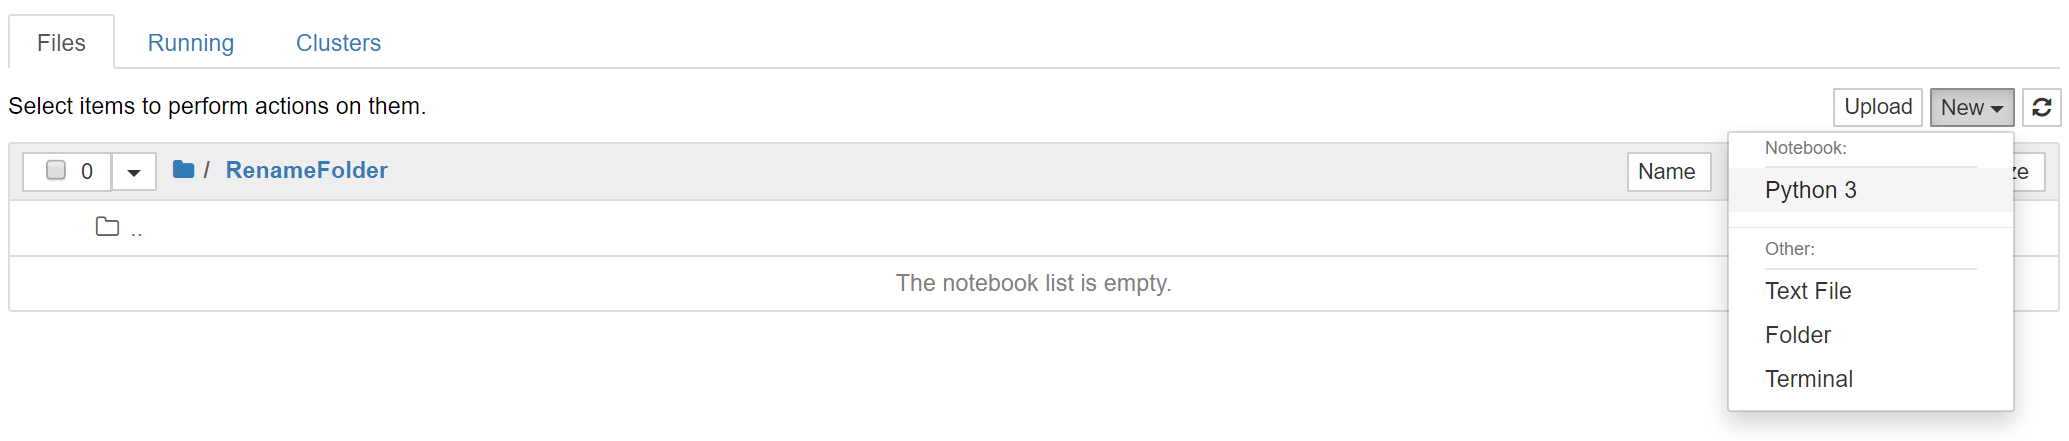 Files Running Clusters
Select items to perform actions on them.
Upload New
0 / RenameFolder Name
Notebook:
Python 3
..
Other:
The notebook list is empty.
Text File
Folder
Terminal